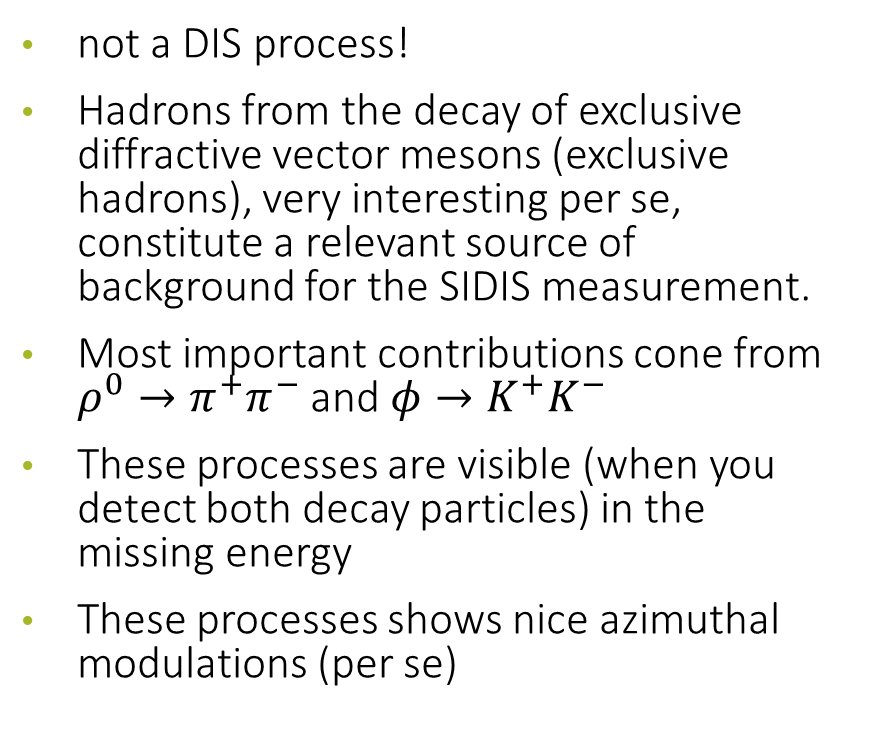 • not a DIS process!
• Hadrons from the decay of exclusive
diffractive vector mesons (exclusive
hadrons), very interesting per se,
constitute a relevant source of
background for the SIDIS measurement.
• Most important contributions cone from
ρ⁰ → π⁺π⁻ and ϕ → K⁺K⁻
• These processes are visible (when you
detect both decay particles) in the
missing energy
• These processes shows nice azimuthal
modulations (per se)